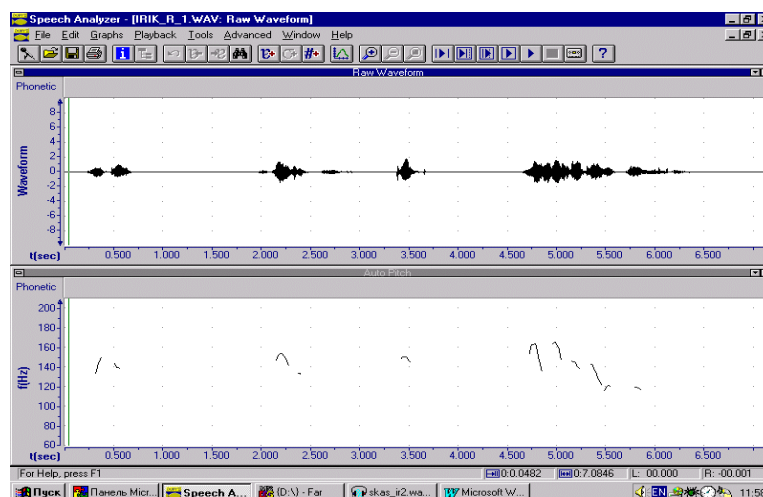 Speech Analyzer - [IRIK_R_1.WAV: Raw Waveform]
File Edit Graphs Playback Tools Advanced Window Help
Raw Waveform
Phonetic
8
6
4
2
0
-2
-4
-6
-8
Waveform
t(sec) 0.500 1.000 1.500 2.000 2.500 3.000 3.500 4.000 4.500 5.000 5.500 6.000 6.500
Auto Pitch
Phonetic
200
180
160
140
120
100
80
60
f(Hz)
t(sec) 0.500 1.000 1.500 2.000 2.500 3.000 3.500 4.000 4.500 5.000 5.500 6.000 6.500
For Help, press F1 0:0.0482 0:7.0846 L: 00.000 R: -00.001
Пуск Панель Micr... Speech A... (D:\) - Far skas_ir2.wa... Microsoft W... EN